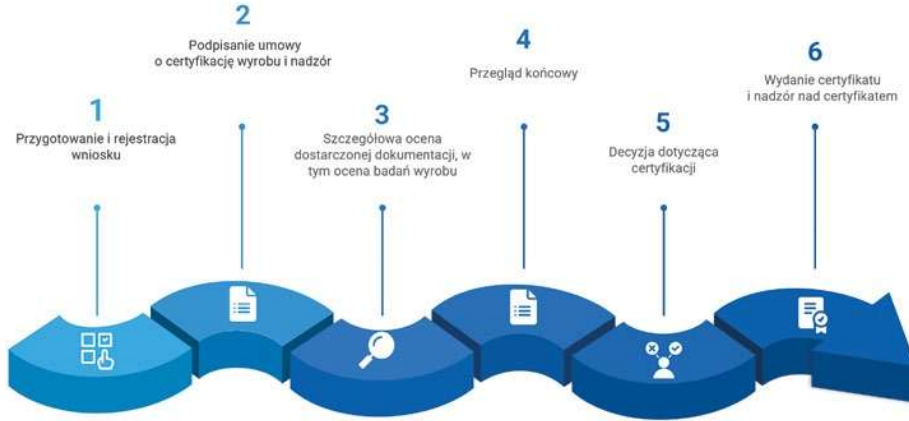 1
Przygotowanie i rejestracja
wniosku
2
Podpisanie umowy
o certyfikację wyrobu i nadzór
3
Szczegółowa ocena
dostarczonej dokumentacji, w
tym ocena badań wyrobu
4
Przegląd końcowy
5
Decyzja dotycząca
certyfikacji
6
Wydanie certyfikatu
i nadzór nad certyfikatem